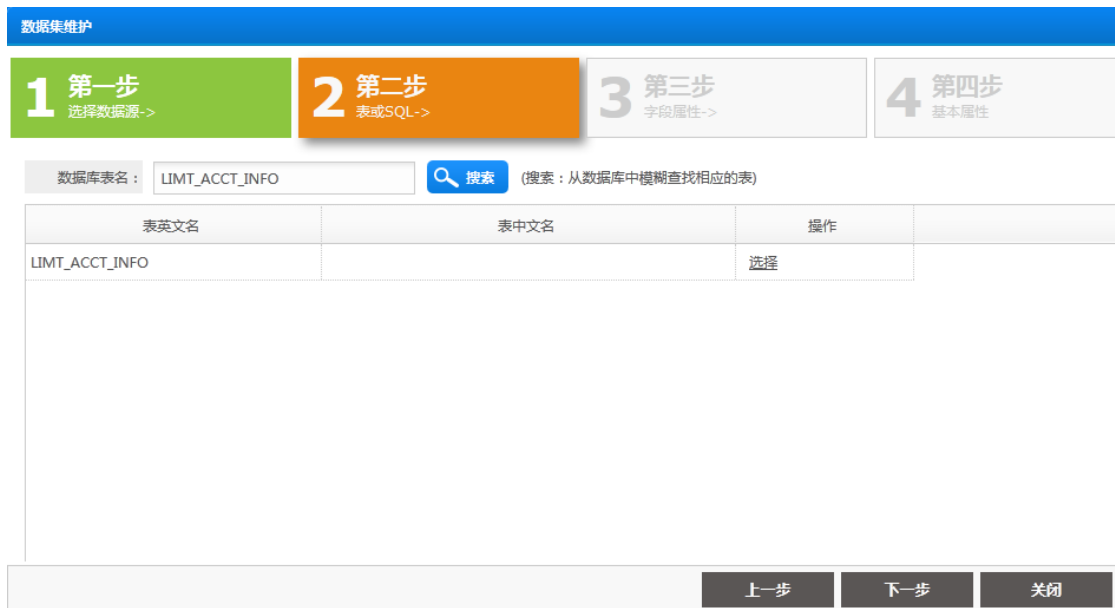 数据集维护
1 第一步
选择数据源->
2 第二步
表或SQL->
3 第三步
字段属性->
4 第四步
基本属性
数据库表名： LIMT_ACCT_INFO 搜索 (搜索：从数据库中模糊查找相应的表)
表英文名 表中文名 操作
LIMT_ACCT_INFO 选择
上一步 下一步 关闭